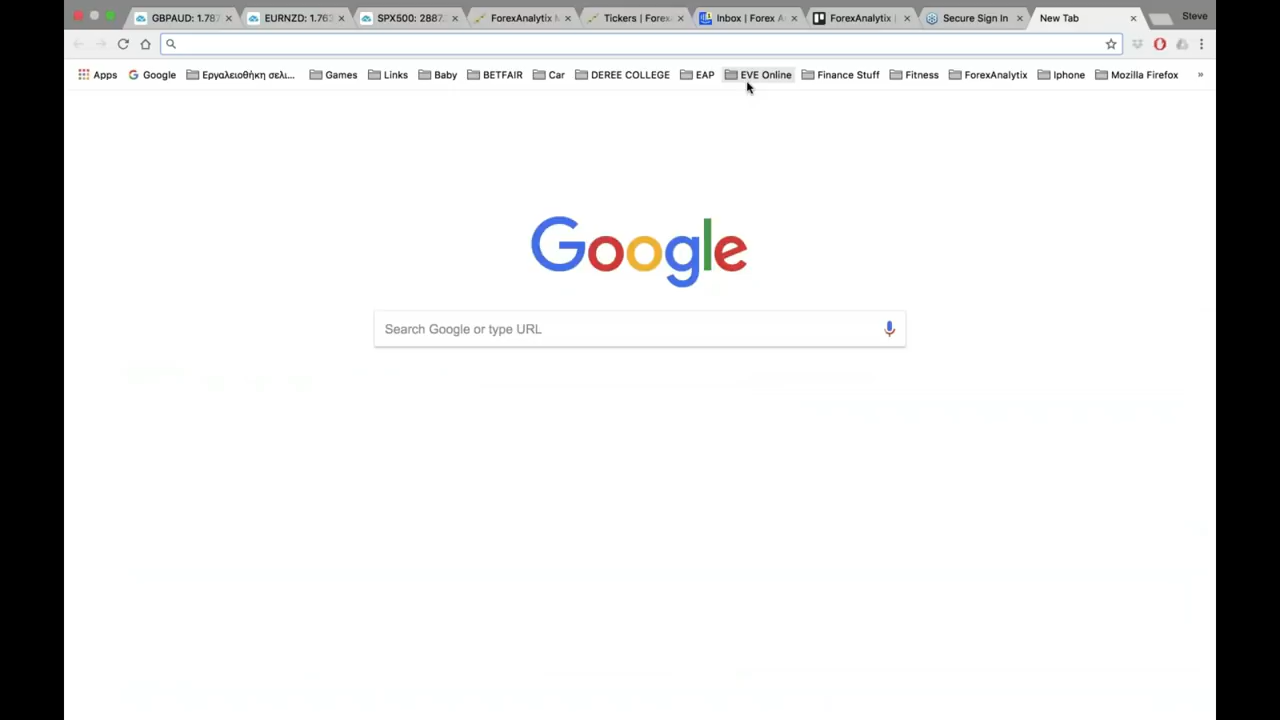 GBPAUD: 1.787 EURNZD: 1.762 SPX500: 2887. ForexAnalytix Tickers | Forex Inbox | Forex A ForexAnalytix | Secure Sign In New Tab Steve
Apps Google Εργαλειοθήκη σελι... Games Links Baby BETFAIR Car DEREE COLLEGE EAP EVE Online Finance Stuff Fitness ForexAnalytix Iphone Mozilla Firefox »
Google
Search Google or type URL